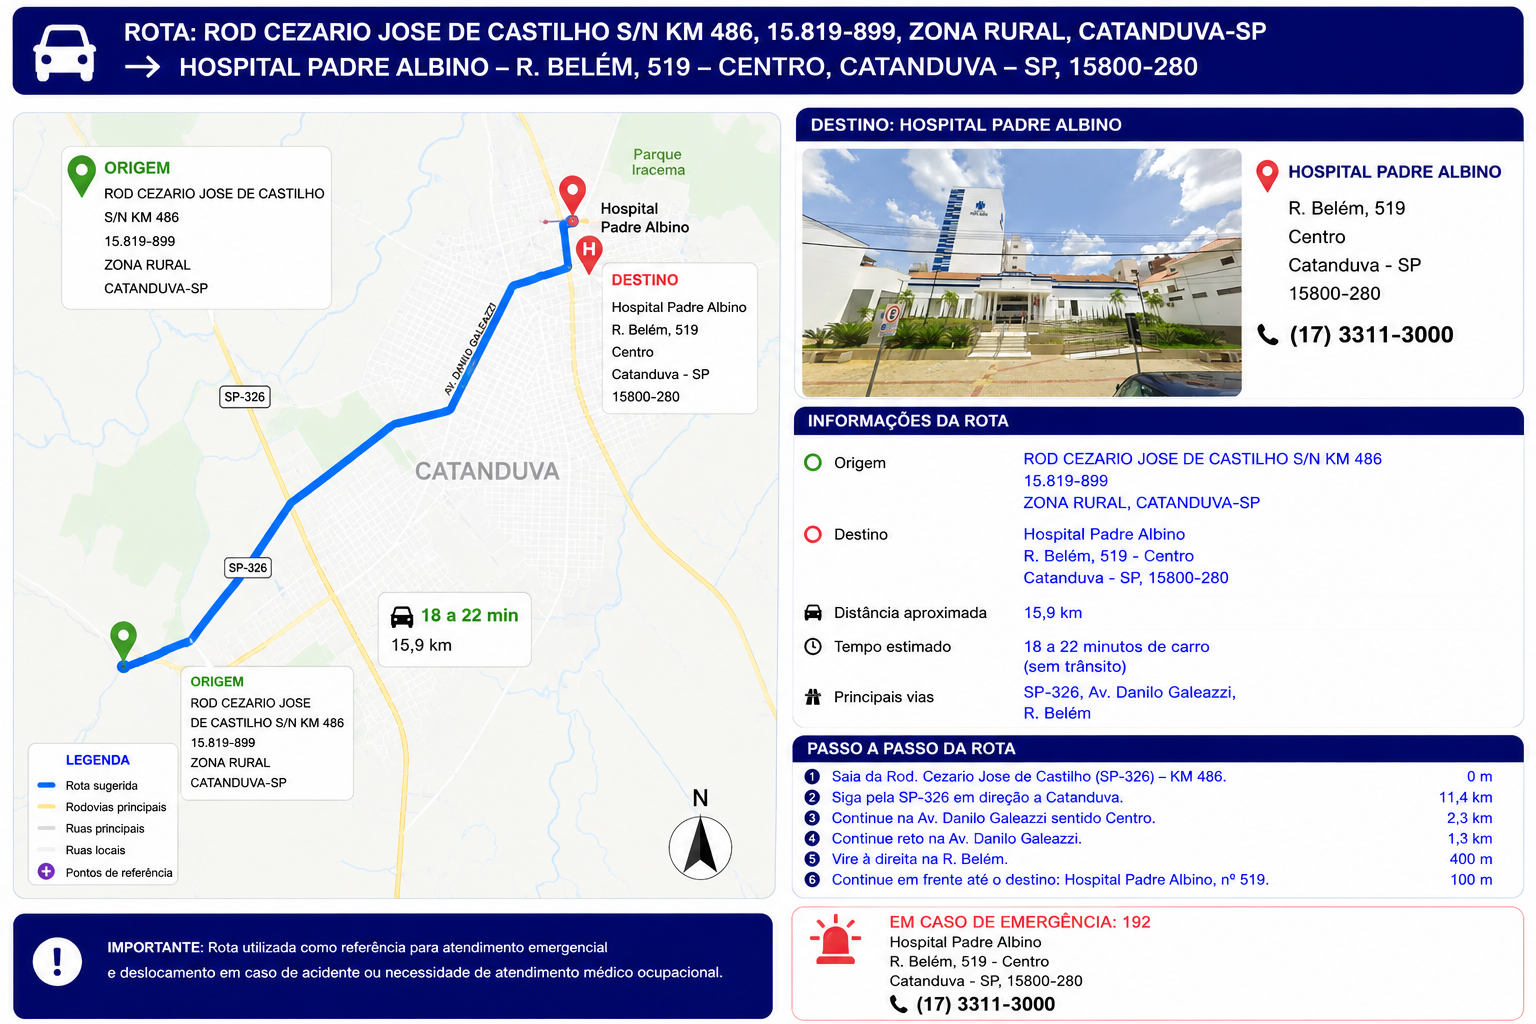 ROTA: ROD CEZARIO JOSE DE CASTILHO S/N KM 486, 15.819-899, ZONA RURAL, CATANDUVA-SP
→ HOSPITAL PADRE ALBINO – R. BELÉM, 519 – CENTRO, CATANDUVA – SP, 15800-280
ORIGEM
ROD CEZARIO JOSE DE CASTILHO
S/N KM 486
15.819-899
ZONA RURAL
CATANDUVA-SP
Parque
Iracema
Hospital
Padre Albino
H
DESTINO
Hospital Padre Albino
R. Belém, 519
Centro
Catanduva - SP
15800-280
AV. DANILO GALEAZZI
SP-326
CATANDUVA
SP-326
18 a 22 min
15,9 km
ORIGEM
ROD CEZARIO JOSE
DE CASTILHO S/N KM 486
15.819-899
ZONA RURAL
CATANDUVA-SP
LEGENDA
Rota sugerida
Rodovias principais
Ruas principais
Ruas locais
Pontos de referência
N
IMPORTANTE: Rota utilizada como referência para atendimento emergencial
e deslocamento em caso de acidente ou necessidade de atendimento médico ocupacional.
DESTINO: HOSPITAL PADRE ALBINO
HOSPITAL PADRE ALBINO
R. Belém, 519
Centro
Catanduva - SP
15800-280
(17) 3311-3000
INFORMAÇÕES DA ROTA
Origem ROD CEZARIO JOSE DE CASTILHO S/N KM 486
15.819-899
ZONA RURAL, CATANDUVA-SP
Destino Hospital Padre Albino
R. Belém, 519 - Centro
Catanduva - SP, 15800-280
Distância aproximada 15,9 km
Tempo estimado 18 a 22 minutos de carro
(sem trânsito)
Principais vias SP-326, Av. Danilo Galeazzi,
R. Belém
PASSO A PASSO DA ROTA
1 Saia da Rod. Cezario Jose de Castilho (SP-326) – KM 486. 0 m
2 Siga pela SP-326 em direção a Catanduva. 11,4 km
3 Continue na Av. Danilo Galeazzi sentido Centro. 2,3 km
4 Continue reto na Av. Danilo Galeazzi. 1,3 km
5 Vire à direita na R. Belém. 400 m
6 Continue em frente até o destino: Hospital Padre Albino, nº 519. 100 m
EM CASO DE EMERGÊNCIA: 192
Hospital Padre Albino
R. Belém, 519 - Centro
Catanduva - SP, 15800-280
(17) 3311-3000